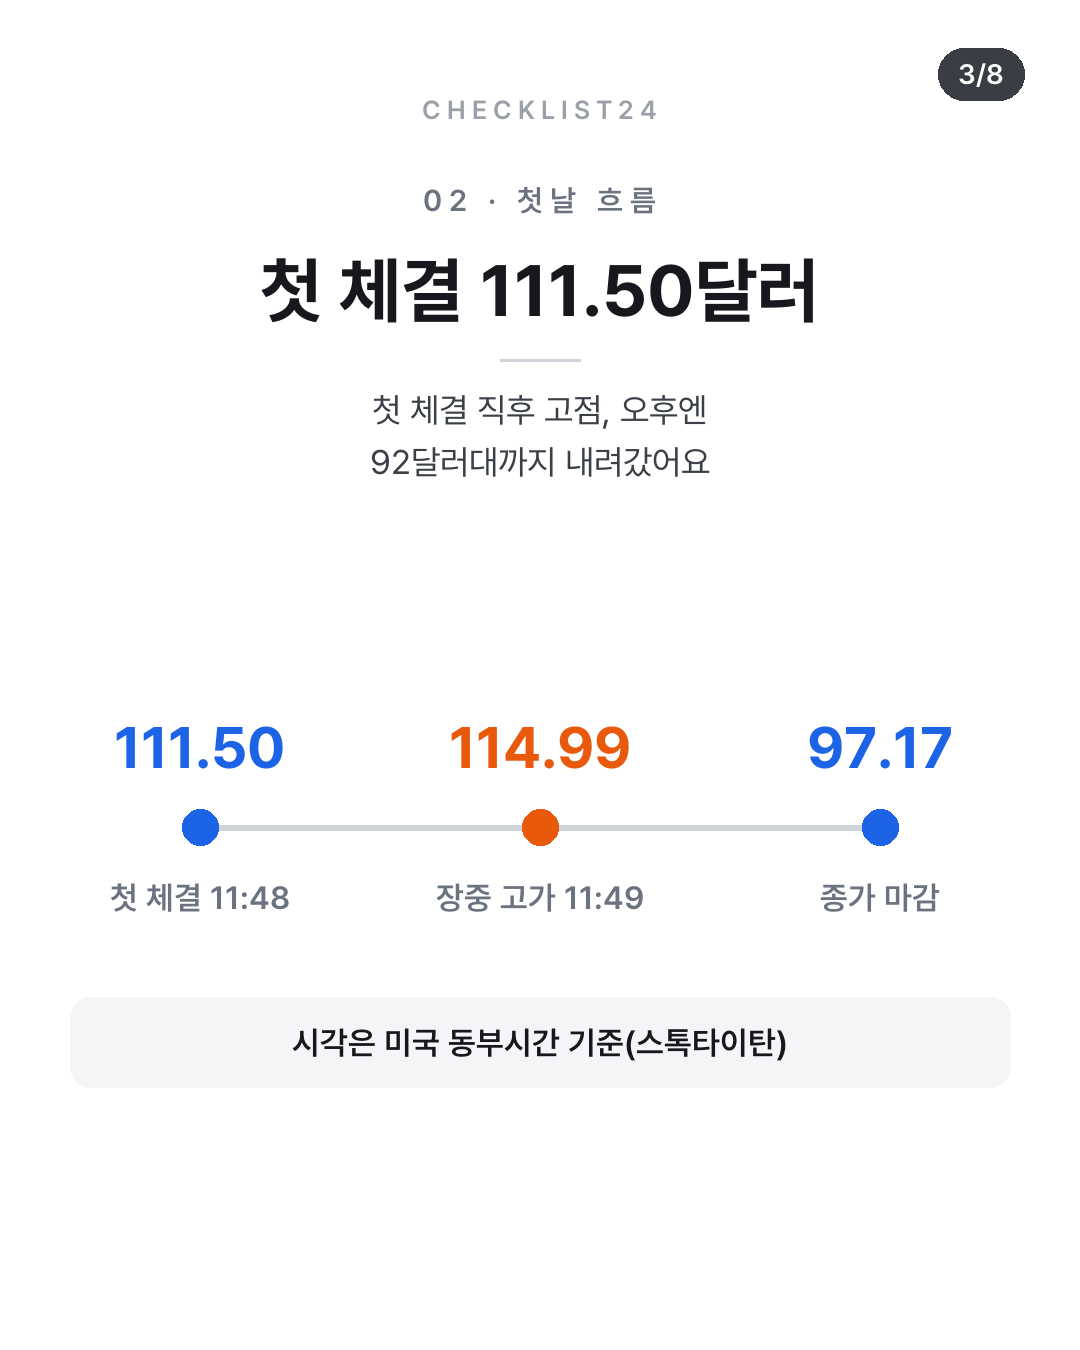 3/8
CHECKLIST24
02 · 첫날 흐름
첫 체결 111.50달러
첫 체결 직후 고점, 오후엔
92달러대까지 내려갔어요
111.50 114.99 97.17
첫 체결 11:48 장중 고가 11:49 종가 마감
시각은 미국 동부시간 기준(스톡타이탄)